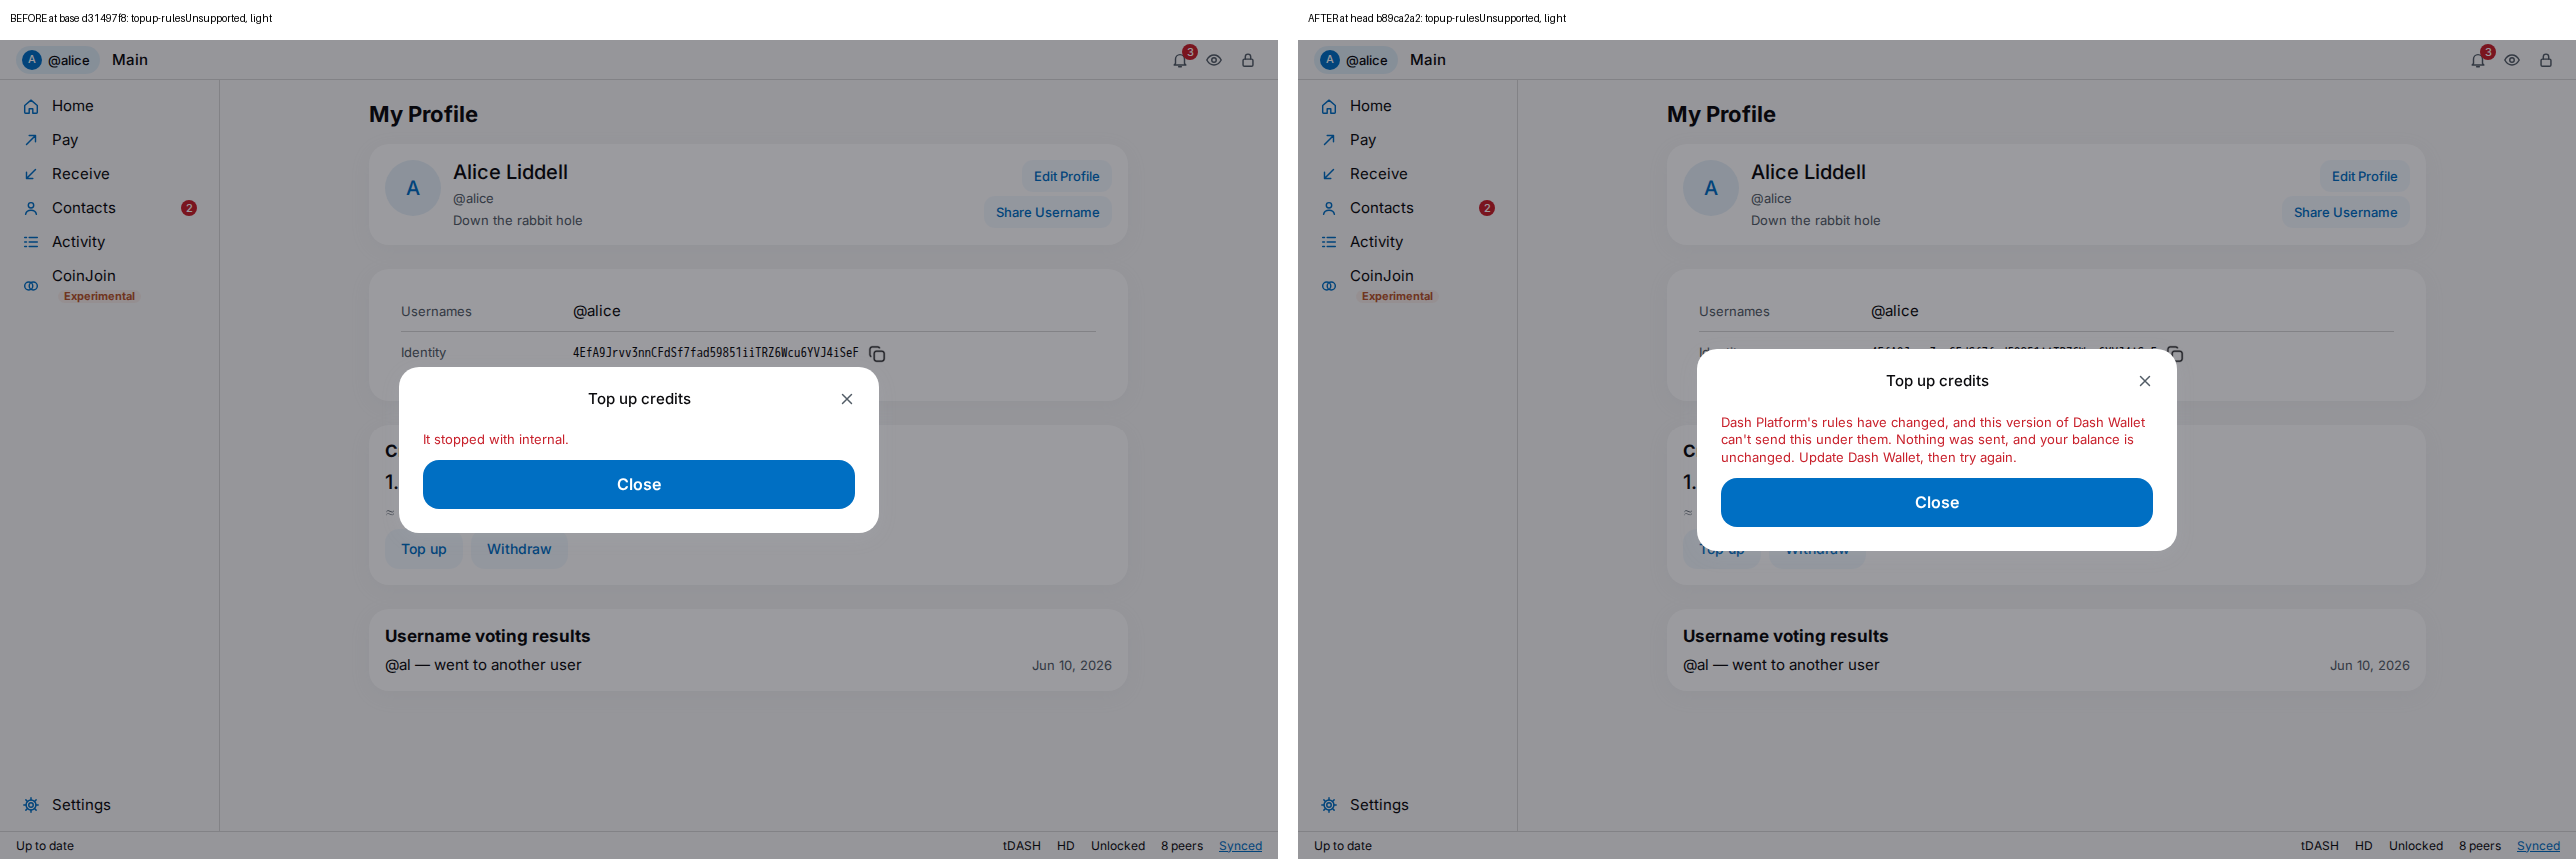 BEFORE at base d31497f8: topup-rulesUnsupported, light
A @alice Main 3
Home
Pay
Receive
Contacts 2
Activity
CoinJoin
Experimental
My Profile
A
Alice Liddell
@alice
Down the rabbit hole
Edit Profile
Share Username
Usernames @alice
Identity 4EfA9Jrvv3nnCFdSf7fad59851iiTRZ6Wcu6YVJ4iSeF
Top up credits
It stopped with internal.
Close
C
1.
≈
Top up Withdraw
Username voting results
@al — went to another user Jun 10, 2026
Settings
Up to date tDASH HD Unlocked 8 peers Synced
AFTER at head b89ca2a2: topup-rulesUnsupported, light
A @alice Main 3
Home
Pay
Receive
Contacts 2
Activity
CoinJoin
Experimental
My Profile
A
Alice Liddell
@alice
Down the rabbit hole
Edit Profile
Share Username
Usernames @alice
Top up credits
Dash Platform's rules have changed, and this version of Dash Wallet
can't send this under them. Nothing was sent, and your balance is
unchanged. Update Dash Wallet, then try again.
Close
C
1.
≈
Username voting results
@al — went to another user Jun 10, 2026
Settings
Up to date tDASH HD Unlocked 8 peers Synced